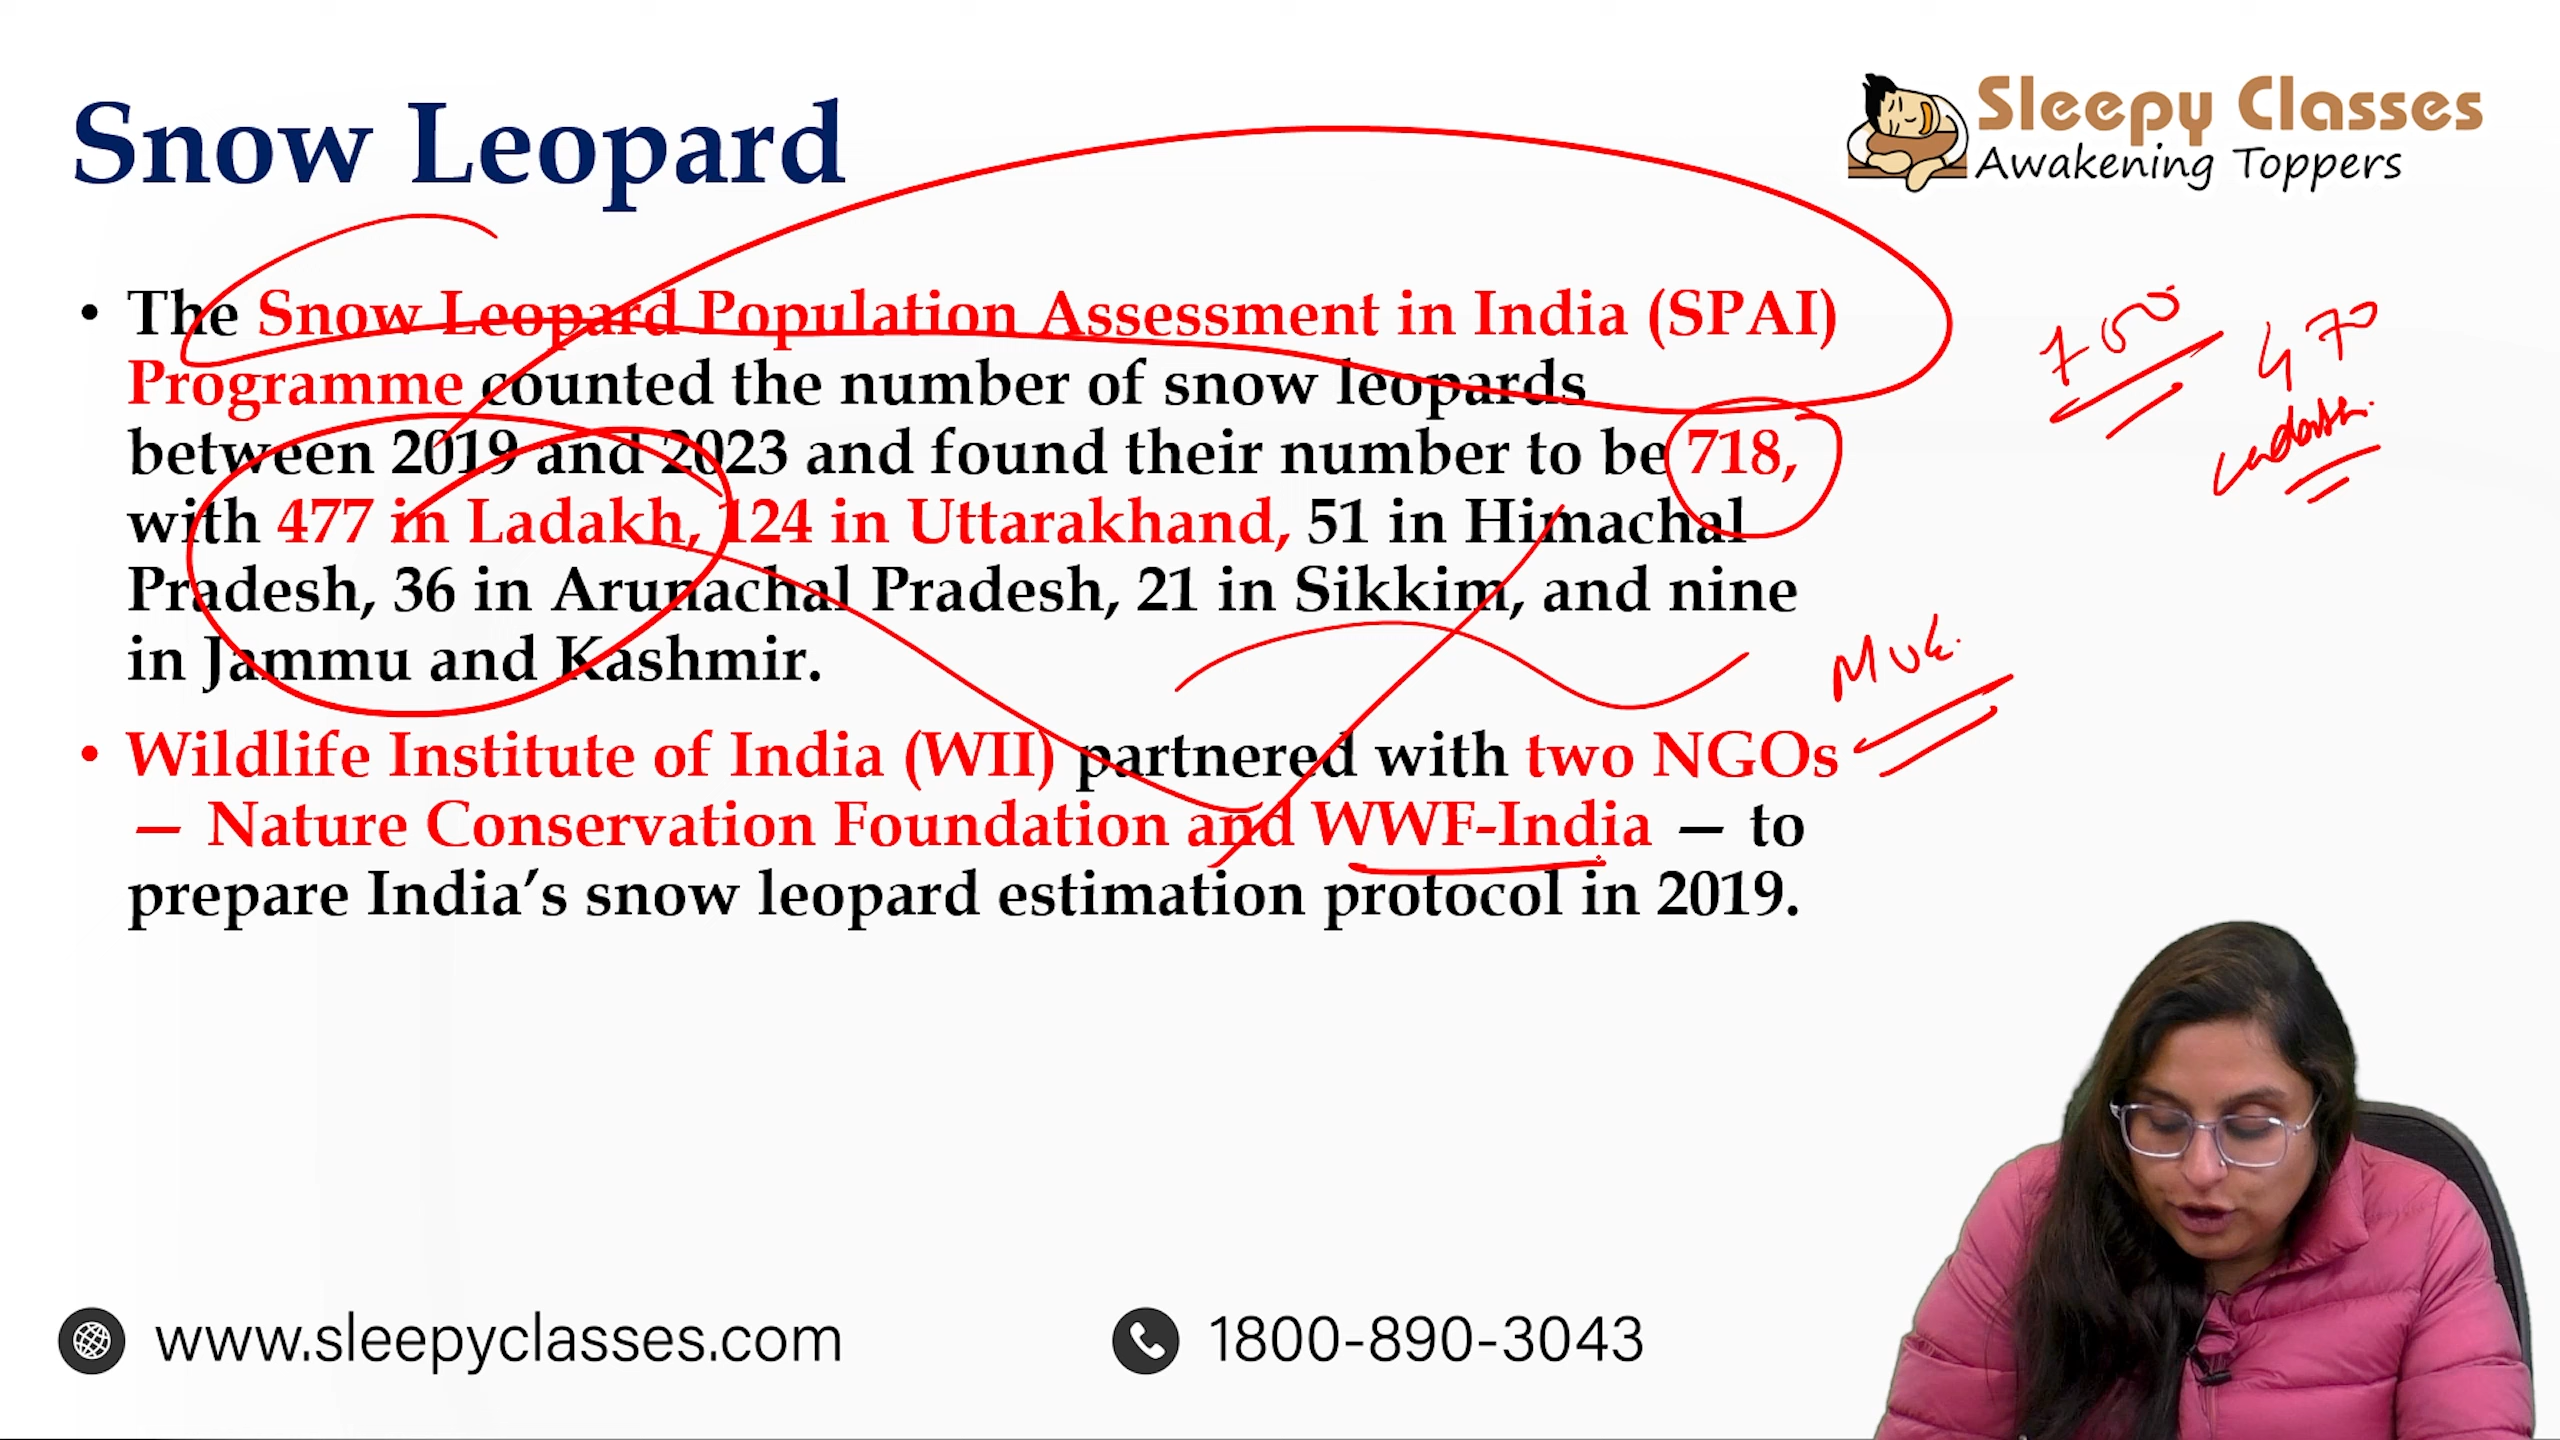 Snow Leopard
Sleepy Classes
Awakening Toppers
• The Snow Leopard Population Assessment in India (SPAI)
Programme counted the number of snow leopards
between 2019 and 2023 and found their number to be 718,
with 477 in Ladakh, 124 in Uttarakhand, 51 in Himachal
Pradesh, 36 in Arunachal Pradesh, 21 in Sikkim, and nine
in Jammu and Kashmir.
700
470
Ladakh.
• Wildlife Institute of India (WII) partnered with two NGOs
— Nature Conservation Foundation and WWF-India — to
prepare India’s snow leopard estimation protocol in 2019.
www.sleepyclasses.com
1800-890-3043